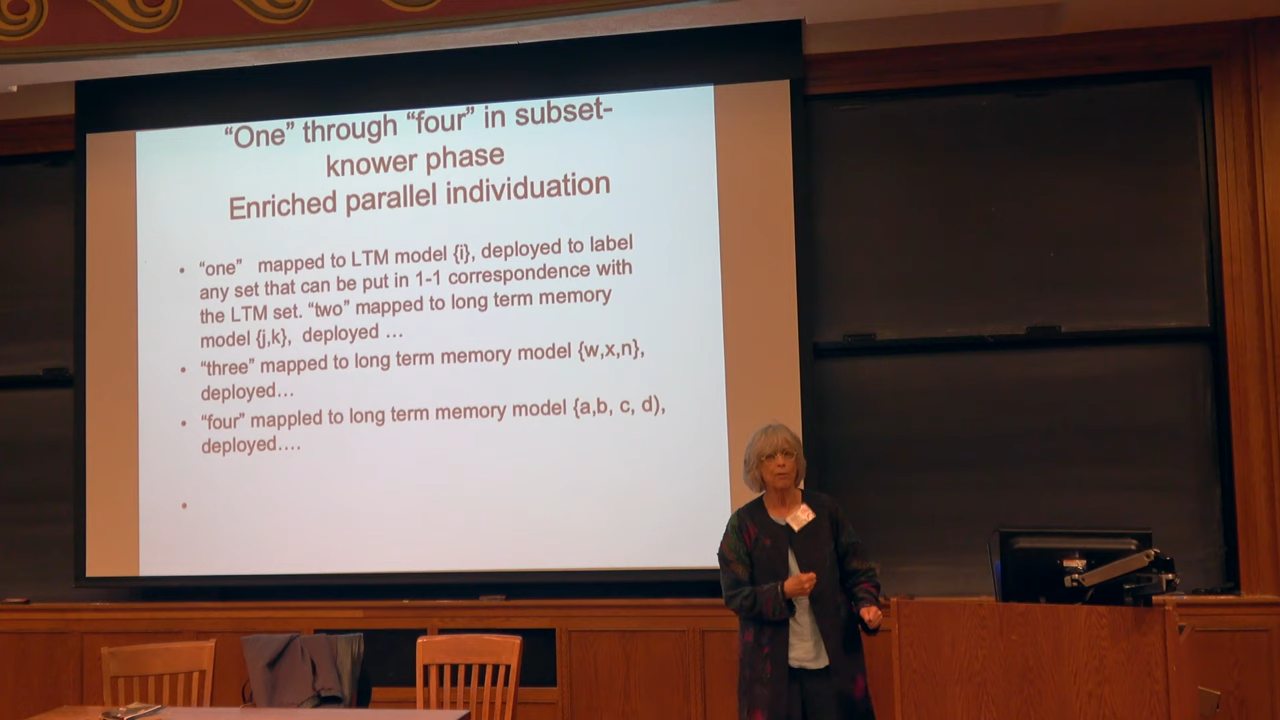 “One” through “four” in subset-
knower phase
Enriched parallel individuation
• “one” mapped to LTM model {i}, deployed to label
any set that can be put in 1-1 correspondence with
the LTM set. “two” mapped to long term memory
model {j,k}, deployed …
• “three” mapped to long term memory model {w,x,n},
deployed…
• “four” mappled to long term memory model {a,b, c, d),
deployed….
•